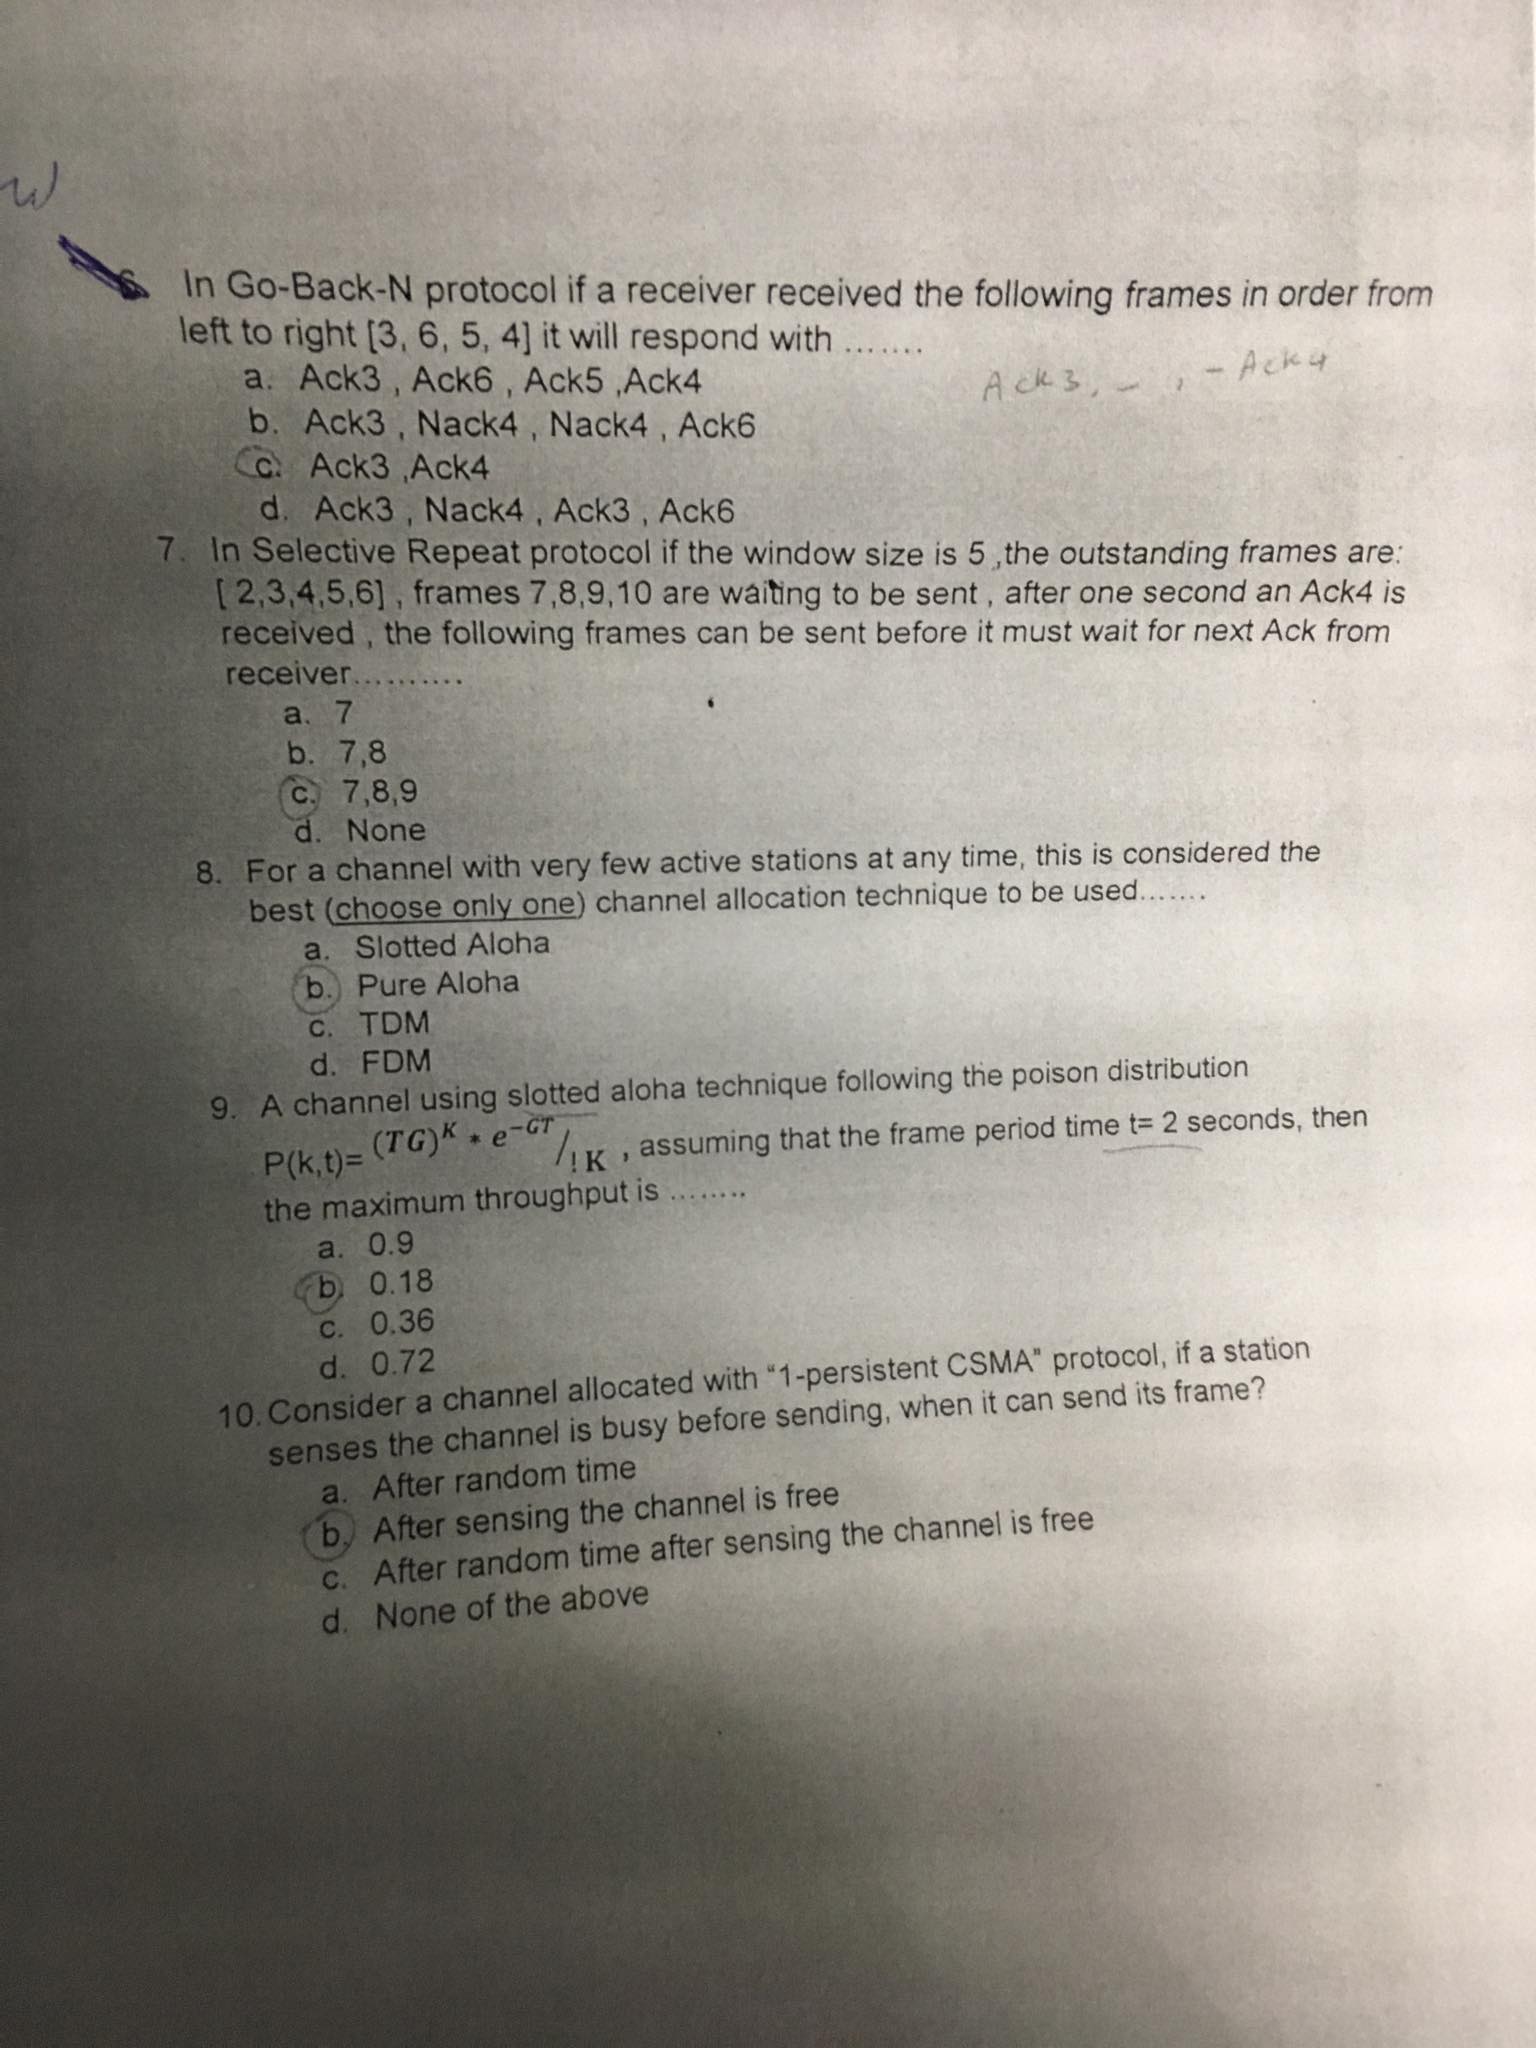 W
6. In Go-Back-N protocol if a receiver received the following frames in order from
left to right [3, 6, 5, 4] it will respond with .......
a. Ack3 , Ack6 , Ack5 ,Ack4
Ack3, - , - Ack4
b. Ack3 , Nack4 , Nack4 , Ack6
c. Ack3 ,Ack4
d. Ack3 , Nack4 , Ack3 , Ack6
7. In Selective Repeat protocol if the window size is 5 ,the outstanding frames are:
[ 2,3,4,5,6] , frames 7,8,9,10 are waiting to be sent , after one second an Ack4 is
received , the following frames can be sent before it must wait for next Ack from
receiver..........
a. 7
b. 7,8
c. 7,8,9
d. None
8. For a channel with very few active stations at any time, this is considered the
best (choose only one) channel allocation technique to be used.......
a. Slotted Aloha
b. Pure Aloha
c. TDM
d. FDM
9. A channel using slotted aloha technique following the poison distribution
P(k,t)= (TG)^K * e^-GT /!K , assuming that the frame period time t= 2 seconds, then
the maximum throughput is ........
a. 0.9
b. 0.18
c. 0.36
d. 0.72
10. Consider a channel allocated with "1-persistent CSMA" protocol, if a station
senses the channel is busy before sending, when it can send its frame?
a. After random time
b. After sensing the channel is free
c. After random time after sensing the channel is free
d. None of the above